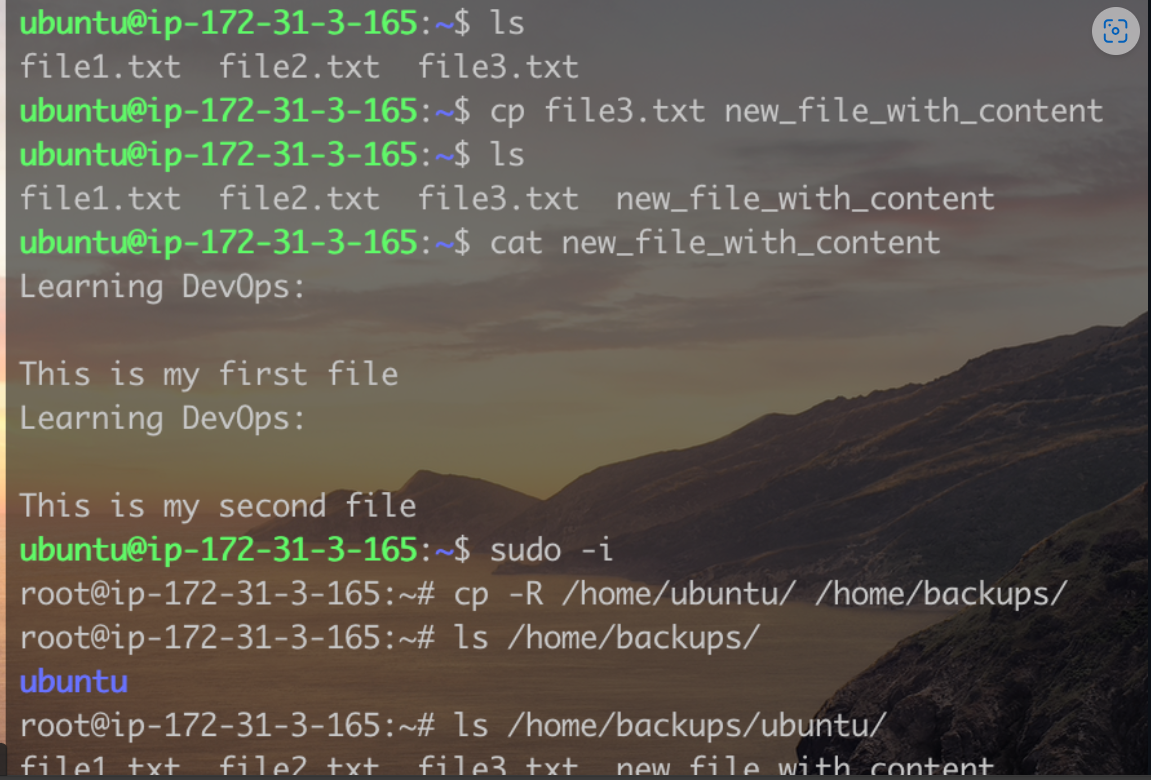 ubuntu@ip-172-31-3-165:~$ ls
file1.txt  file2.txt  file3.txt
ubuntu@ip-172-31-3-165:~$ cp file3.txt new_file_with_content
ubuntu@ip-172-31-3-165:~$ ls
file1.txt  file2.txt  file3.txt  new_file_with_content
ubuntu@ip-172-31-3-165:~$ cat new_file_with_content
Learning DevOps:

This is my first file
Learning DevOps:

This is my second file
ubuntu@ip-172-31-3-165:~$ sudo -i
root@ip-172-31-3-165:~# cp -R /home/ubuntu/ /home/backups/
root@ip-172-31-3-165:~# ls /home/backups/
ubuntu
root@ip-172-31-3-165:~# ls /home/backups/ubuntu/
file1.txt  file2.txt  file3.txt  new_file_with_content